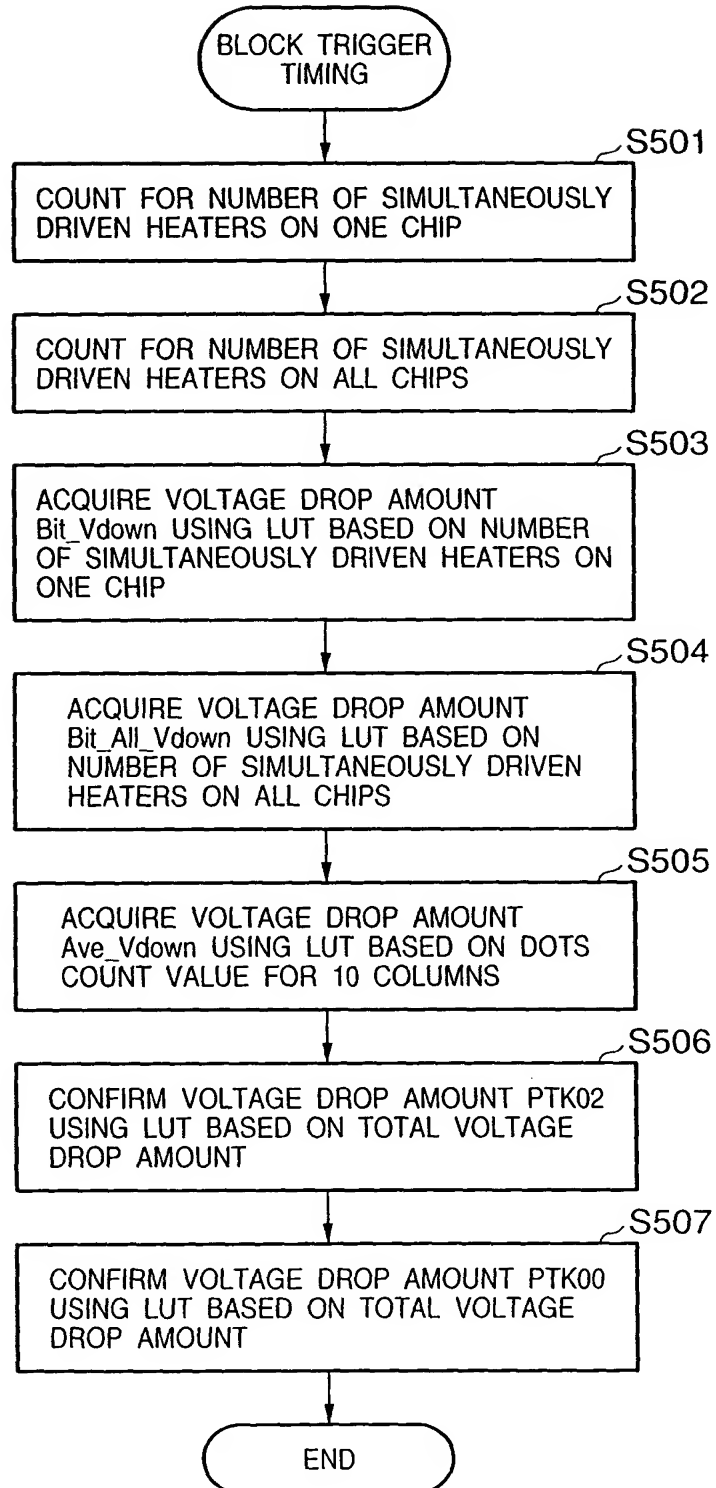 BLOCK TRIGGER
TIMING
S501
COUNT FOR NUMBER OF SIMULTANEOUSLY
DRIVEN HEATERS ON ONE CHIP
S502
COUNT FOR NUMBER OF SIMULTANEOUSLY
DRIVEN HEATERS ON ALL CHIPS
S503
ACQUIRE VOLTAGE DROP AMOUNT
Bit_Vdown USING LUT BASED ON NUMBER
OF SIMULTANEOUSLY DRIVEN HEATERS ON
ONE CHIP
S504
ACQUIRE VOLTAGE DROP AMOUNT
Bit_All_Vdown USING LUT BASED ON
NUMBER OF SIMULTANEOUSLY DRIVEN
HEATERS ON ALL CHIPS
S505
ACQUIRE VOLTAGE DROP AMOUNT
Ave_Vdown USING LUT BASED ON DOTS
COUNT VALUE FOR 10 COLUMNS
S506
CONFIRM VOLTAGE DROP AMOUNT PTK02
USING LUT BASED ON TOTAL VOLTAGE
DROP AMOUNT
S507
CONFIRM VOLTAGE DROP AMOUNT PTK00
USING LUT BASED ON TOTAL VOLTAGE
DROP AMOUNT
END